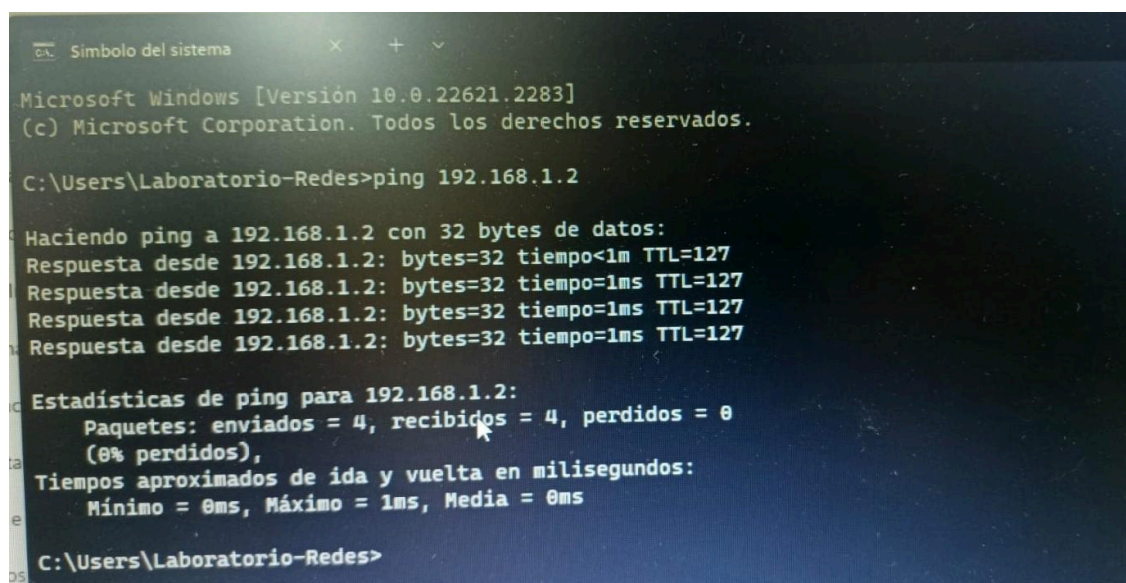 Símbolo del sistema
Microsoft Windows [Versión 10.0.22621.2283]
(c) Microsoft Corporation. Todos los derechos reservados.
C:\Users\Laboratorio-Redes>ping 192.168.1.2
Haciendo ping a 192.168.1.2 con 32 bytes de datos:
Respuesta desde 192.168.1.2: bytes=32 tiempo<1m TTL=127
Respuesta desde 192.168.1.2: bytes=32 tiempo=1ms TTL=127
Respuesta desde 192.168.1.2: bytes=32 tiempo=1ms TTL=127
Respuesta desde 192.168.1.2: bytes=32 tiempo=1ms TTL=127
Estadísticas de ping para 192.168.1.2:
Paquetes: enviados = 4, recibidos = 4, perdidos = 0
(0% perdidos),
Tiempos aproximados de ida y vuelta en milisegundos:
Mínimo = 0ms, Máximo = 1ms, Media = 0ms
C:\Users\Laboratorio-Redes>